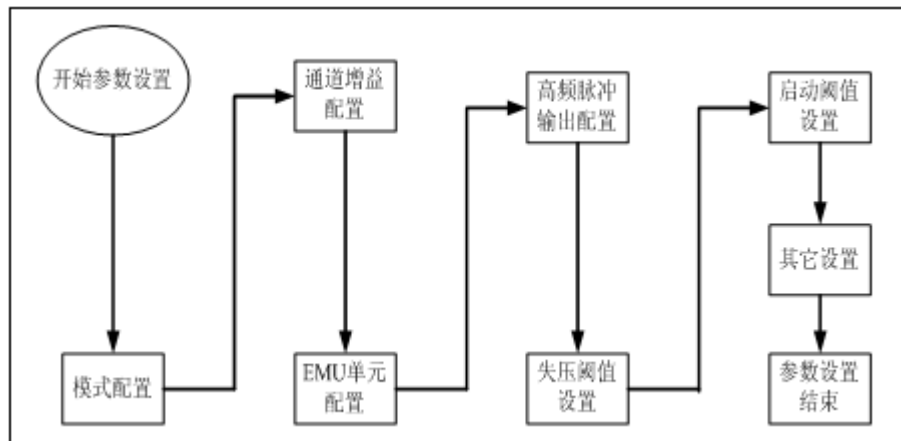 开始参数设置
模式配置
通道增益
配置
EMU单元
配置
高频脉冲
输出配置
失压阈值
设置
启动阈值
设置
其它设置
参数设置
结束